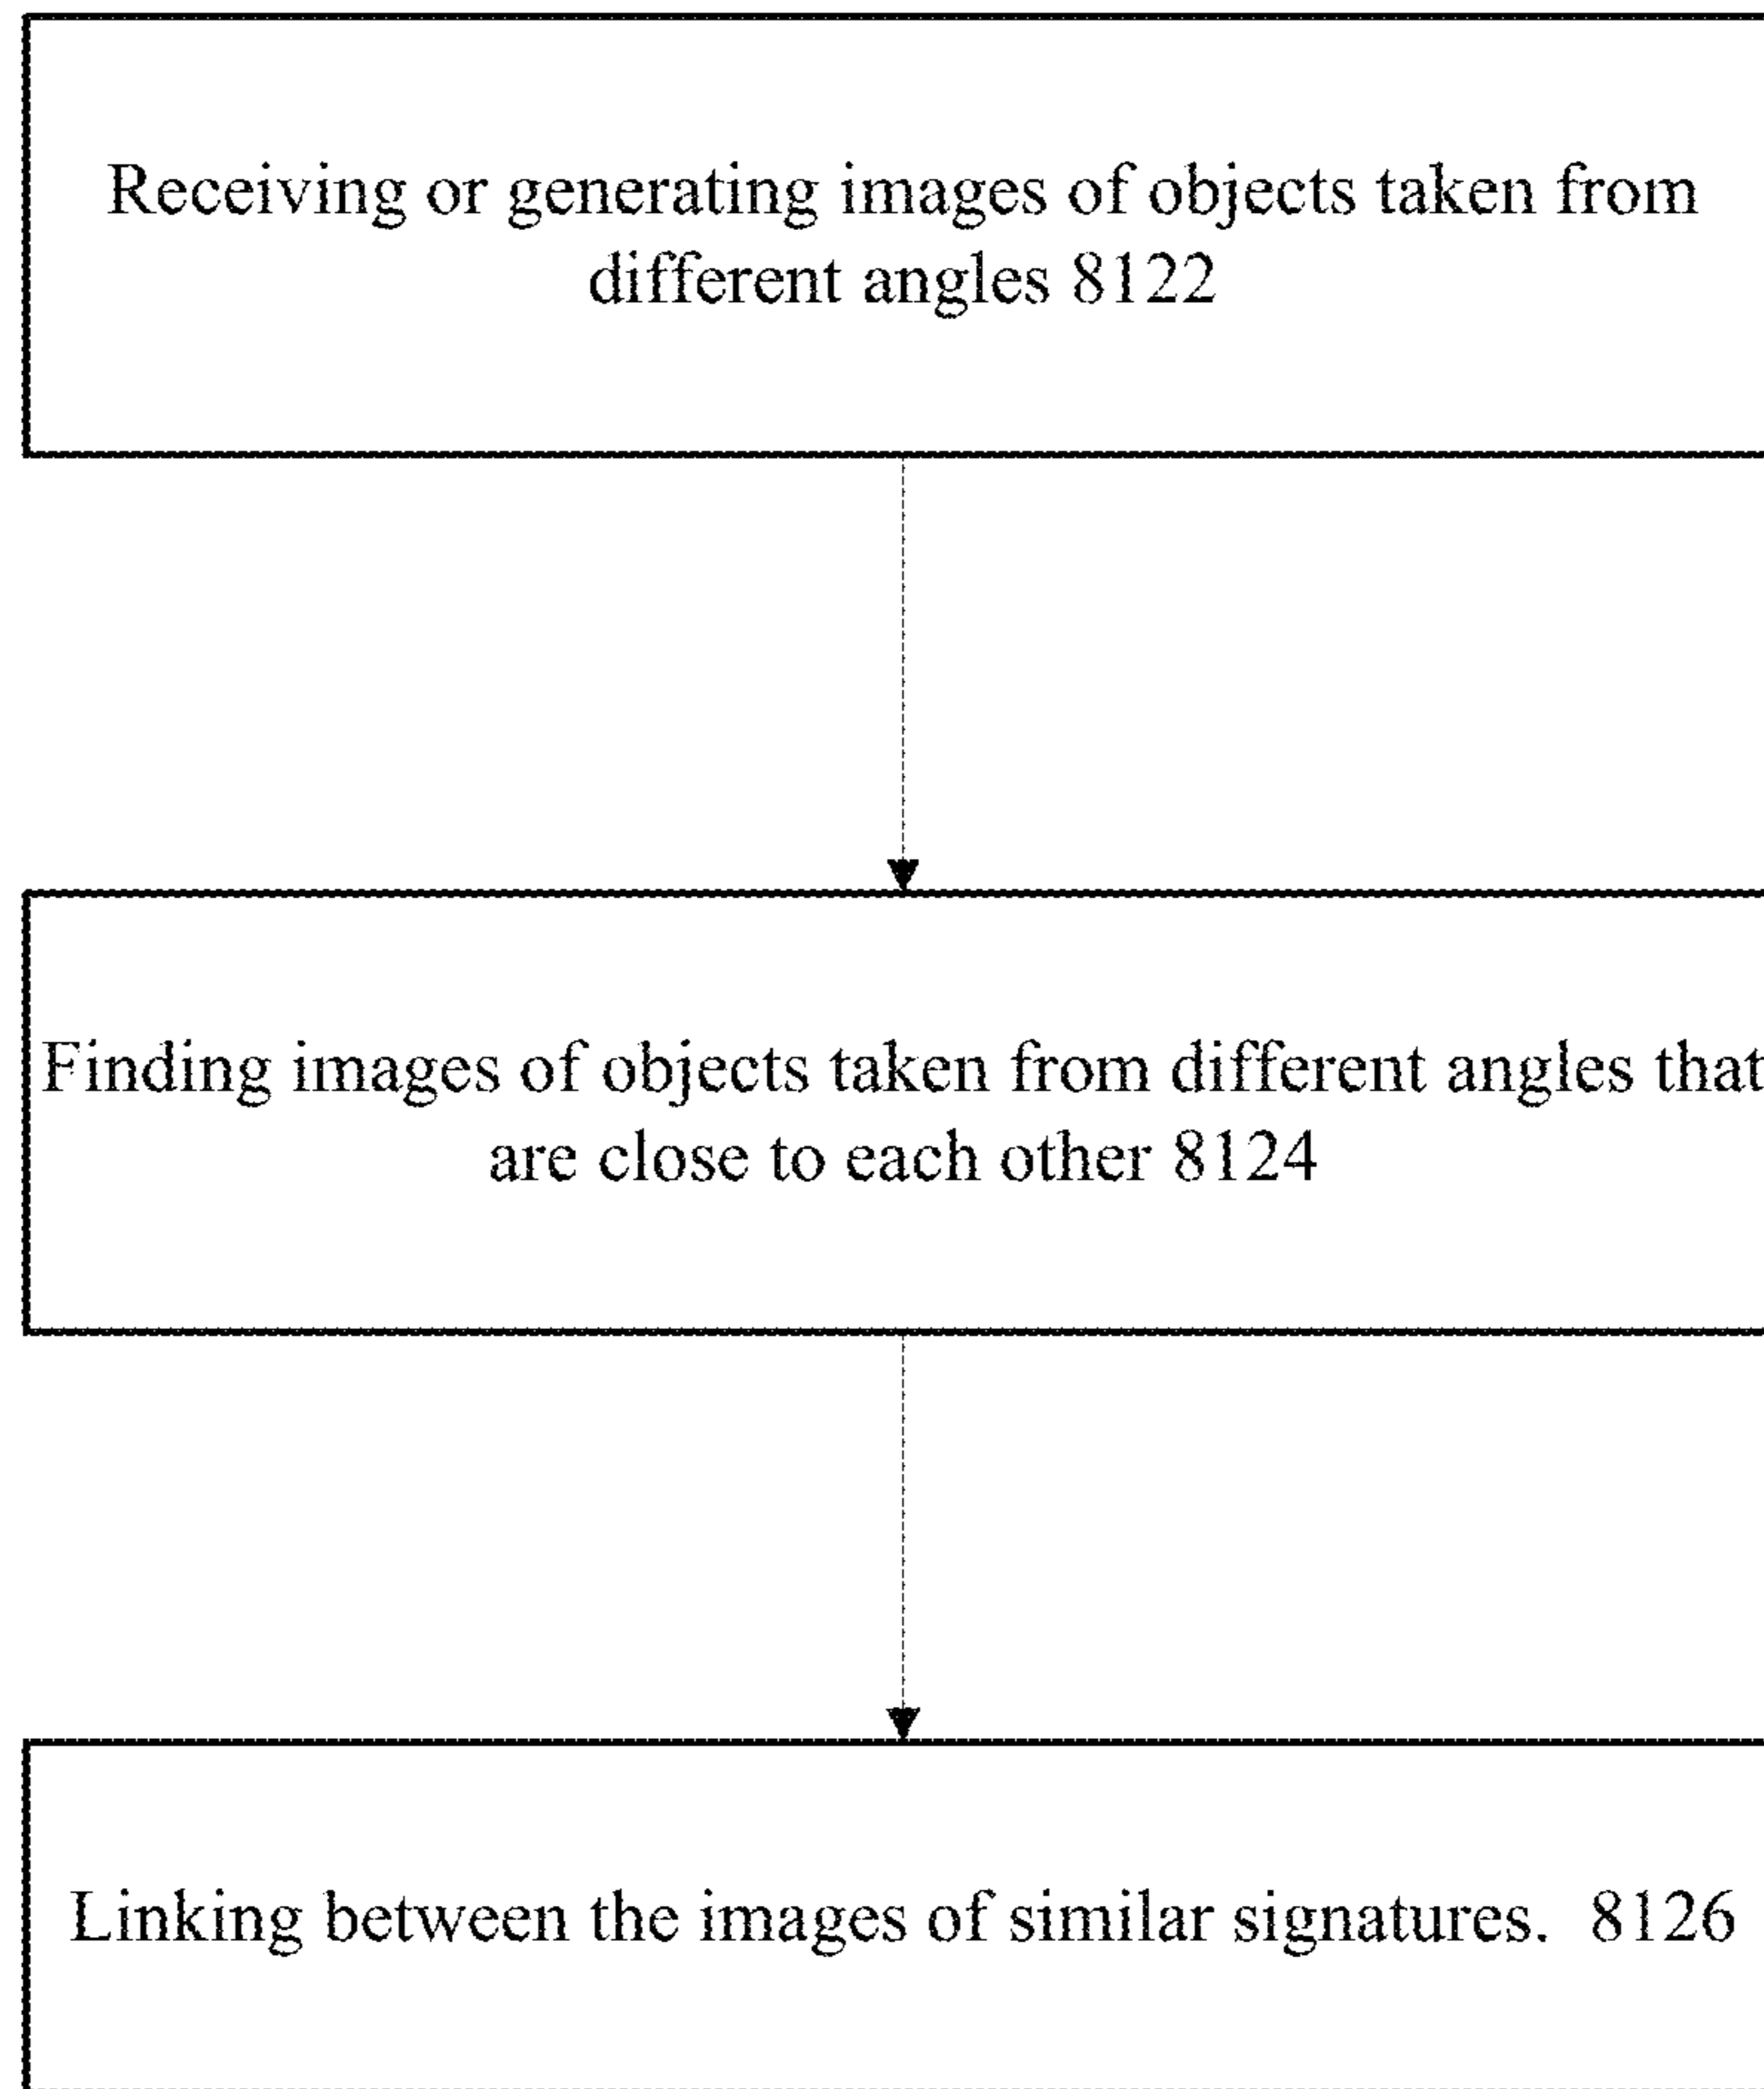 Receiving or generating images of objects taken from
different angles 8122
Finding images of objects taken from different angles that
are close to each other 8124
Linking between the images of similar signatures. 8126